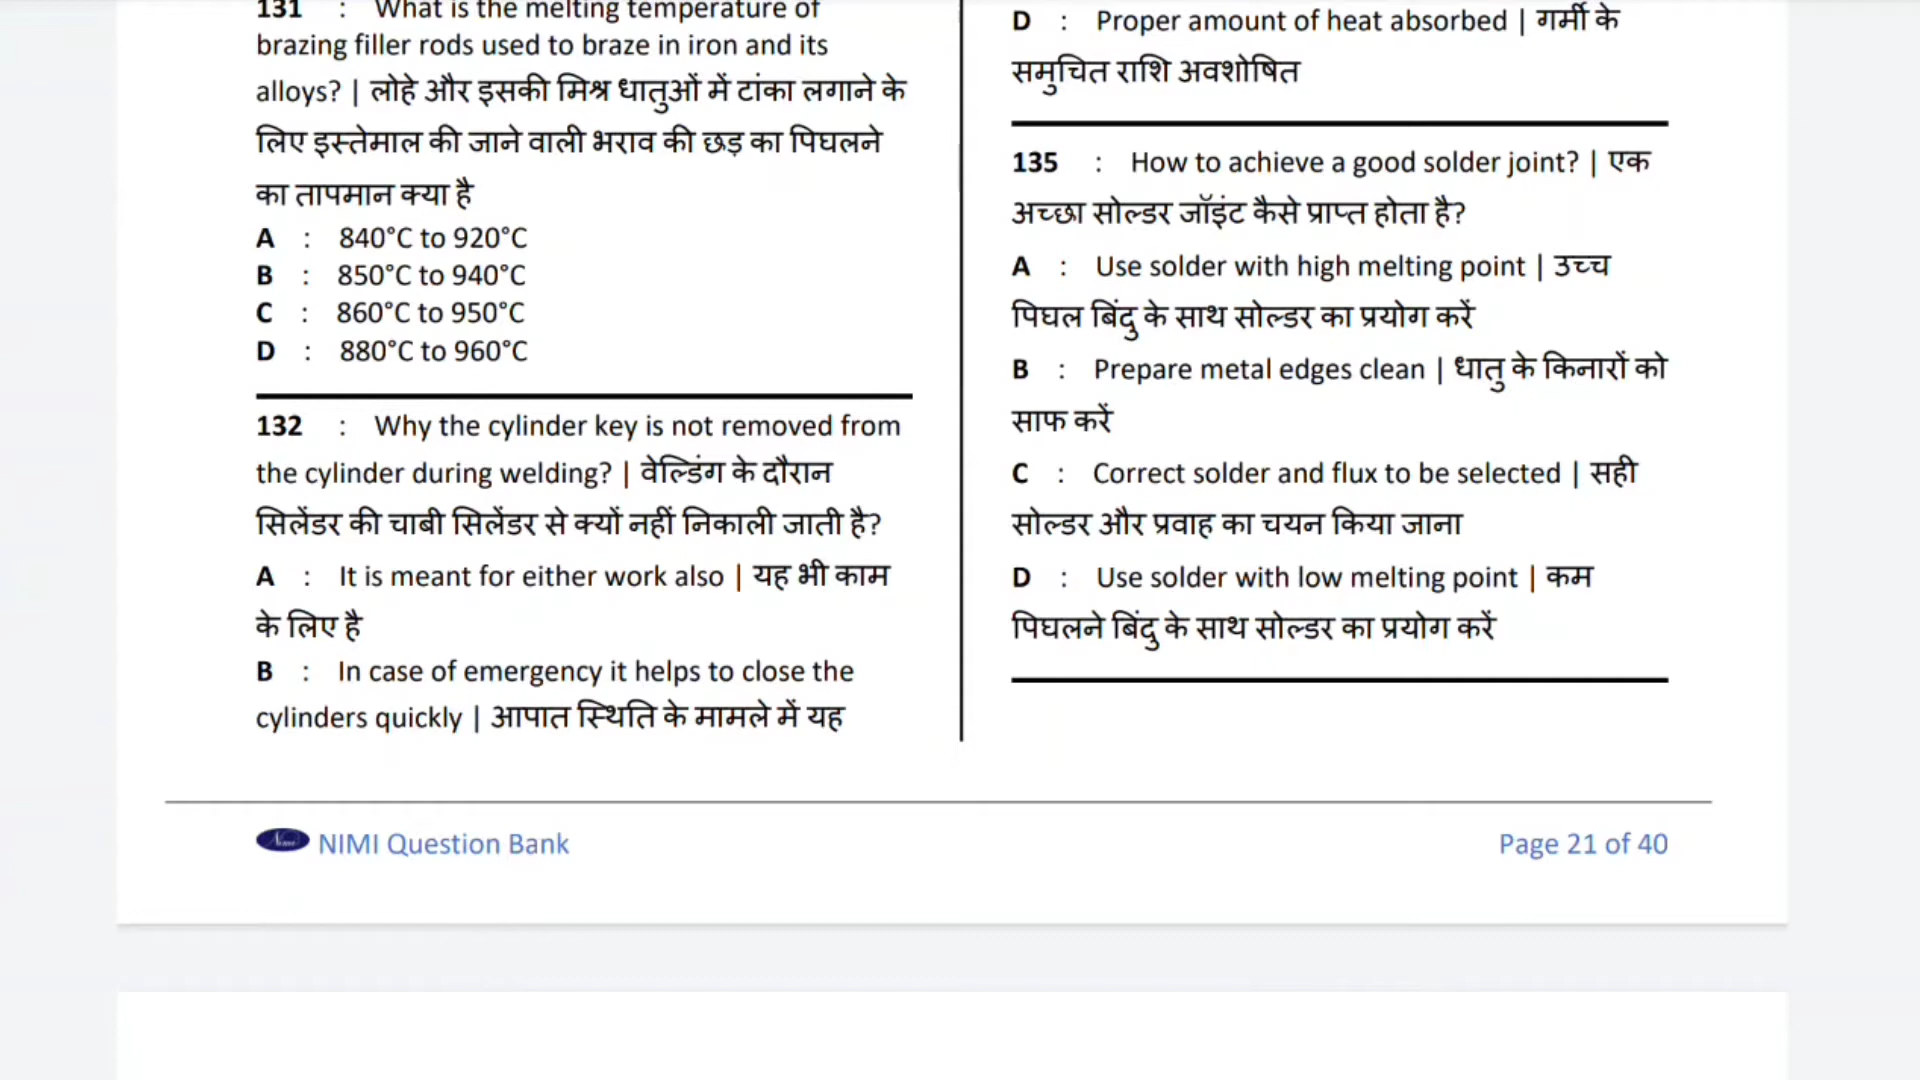 131 : What is the melting temperature of
brazing filler rods used to braze in iron and its
alloys? | लोहे और इसकी मिश्र धातुओं में टांका लगाने के
लिए इस्तेमाल की जाने वाली भराव की छड़ का पिघलने
का तापमान क्या है
A : 840°C to 920°C
B : 850°C to 940°C
C : 860°C to 950°C
D : 880°C to 960°C
132 : Why the cylinder key is not removed from
the cylinder during welding? | वेल्डिंग के दौरान
सिलेंडर की चाबी सिलेंडर से क्यों नहीं निकाली जाती है?
A : It is meant for either work also | यह भी काम
के लिए है
B : In case of emergency it helps to close the
cylinders quickly | आपात स्थिति के मामले में यह
D : Proper amount of heat absorbed | गर्मी के
समुचित राशि अवशोषित
135 : How to achieve a good solder joint? | एक
अच्छा सोल्डर जॉइंट कैसे प्राप्त होता है?
A : Use solder with high melting point | उच्च
पिघल बिंदु के साथ सोल्डर का प्रयोग करें
B : Prepare metal edges clean | धातु के किनारों को
साफ करें
C : Correct solder and flux to be selected | सही
सोल्डर और प्रवाह का चयन किया जाना
D : Use solder with low melting point | कम
पिघलने बिंदु के साथ सोल्डर का प्रयोग करें
Nimi NIMI Question Bank
Page 21 of 40